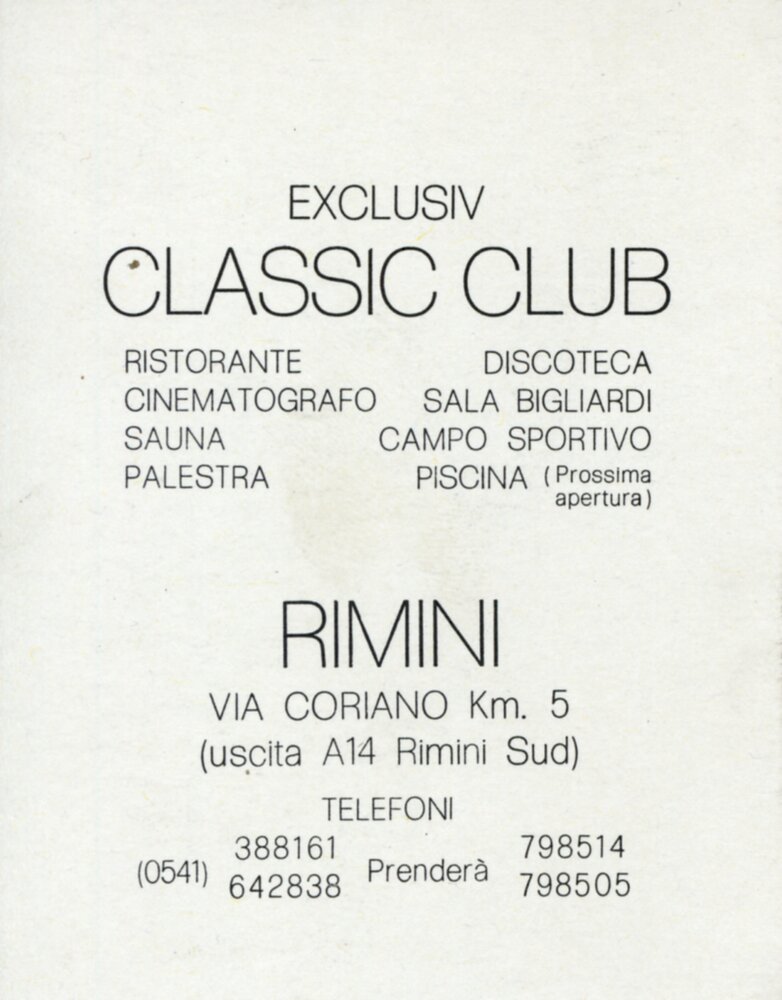 EXCLUSIV
CLASSIC CLUB
RISTORANTE DISCOTECA
CINEMATOGRAFO SALA BIGLIARDI
SAUNA CAMPO SPORTIVO
PALESTRA PISCINA (Prossima
apertura)
RIMINI
VIA CORIANO Km. 5
(uscita A14 Rimini Sud)
TELEFONI
(0541) 388161 Prenderà 798514
642838 798505